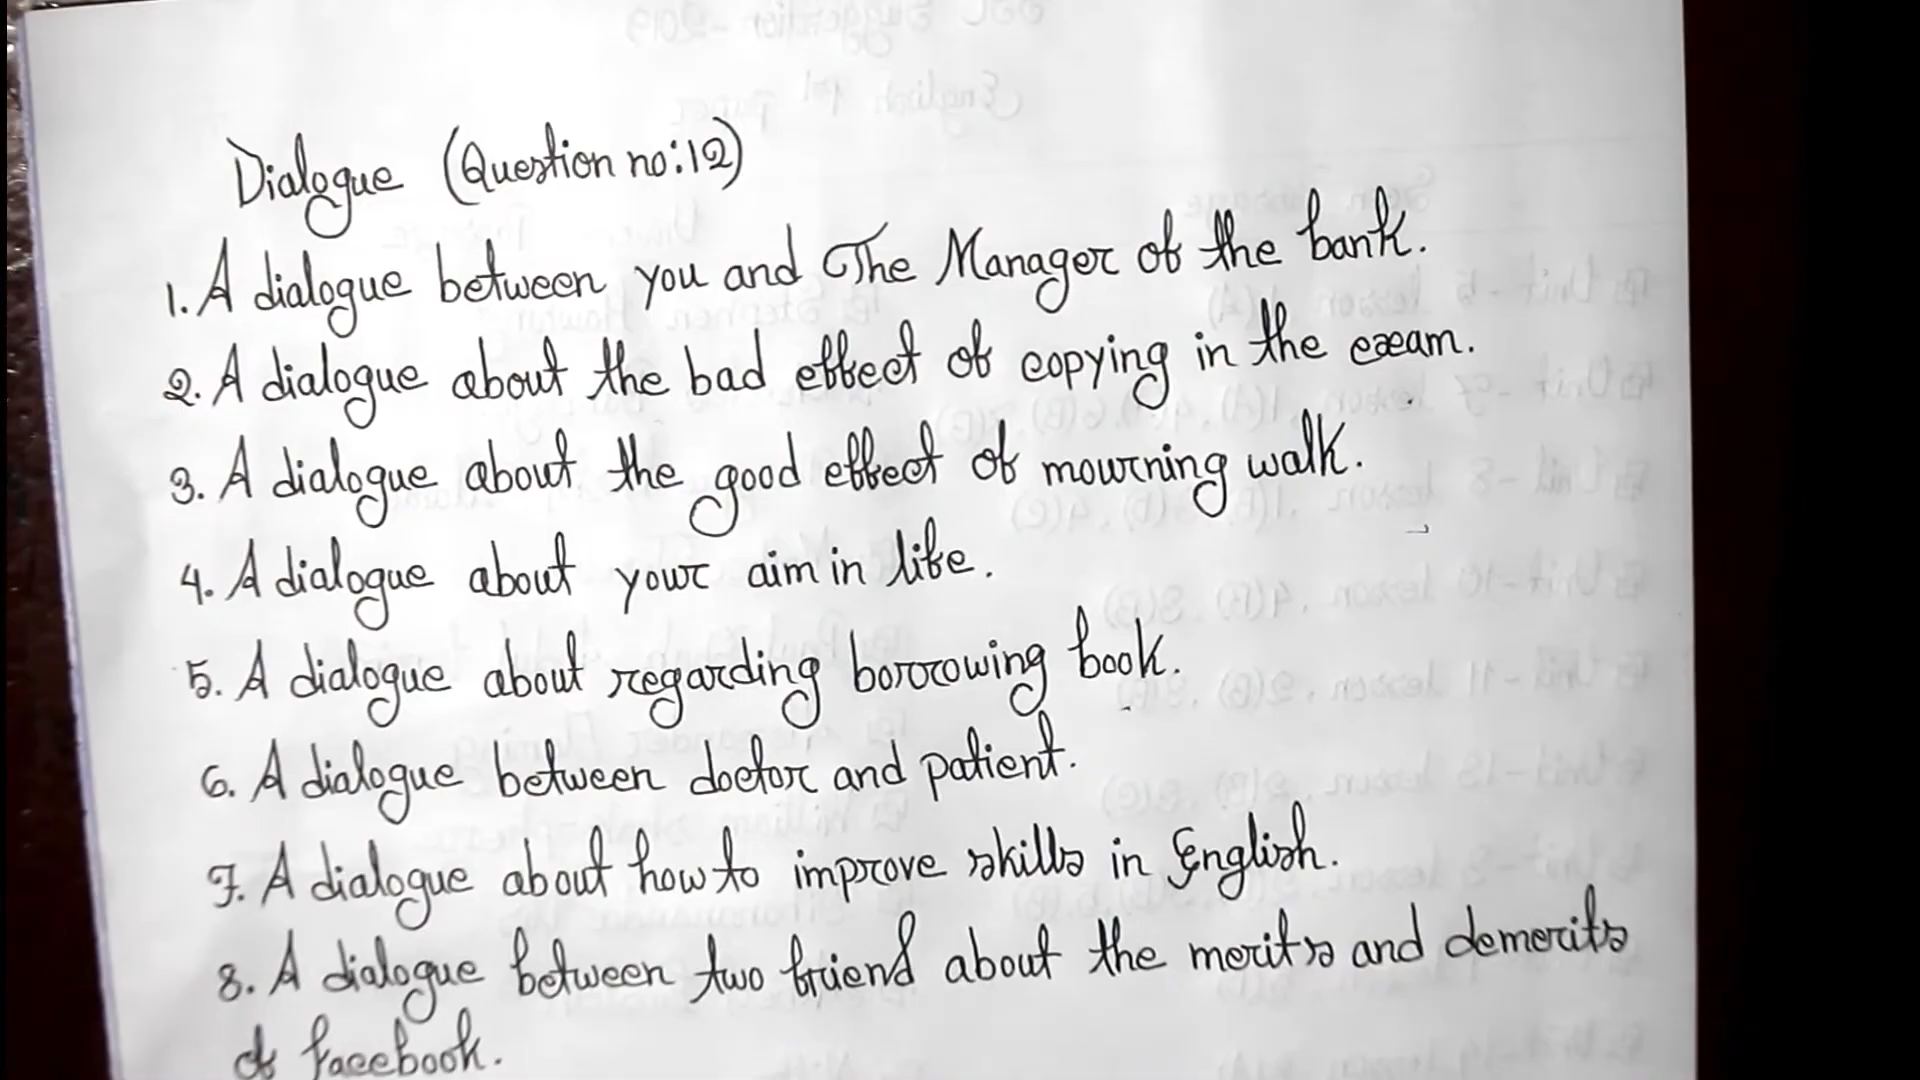 Dialogue (Question no:12)
1. A dialogue between you and The Manager of the bank.
2. A dialogue about the bad effect of copying in the exam.
3. A dialogue about the good effect of mourning walk.
4. A dialogue about your aim in life.
5. A dialogue about regarding borrowing book.
6. A dialogue between doctor and patient.
7. A dialogue about how to improve skills in English.
8. A dialogue between two friend about the merits and demerits
of facebook.